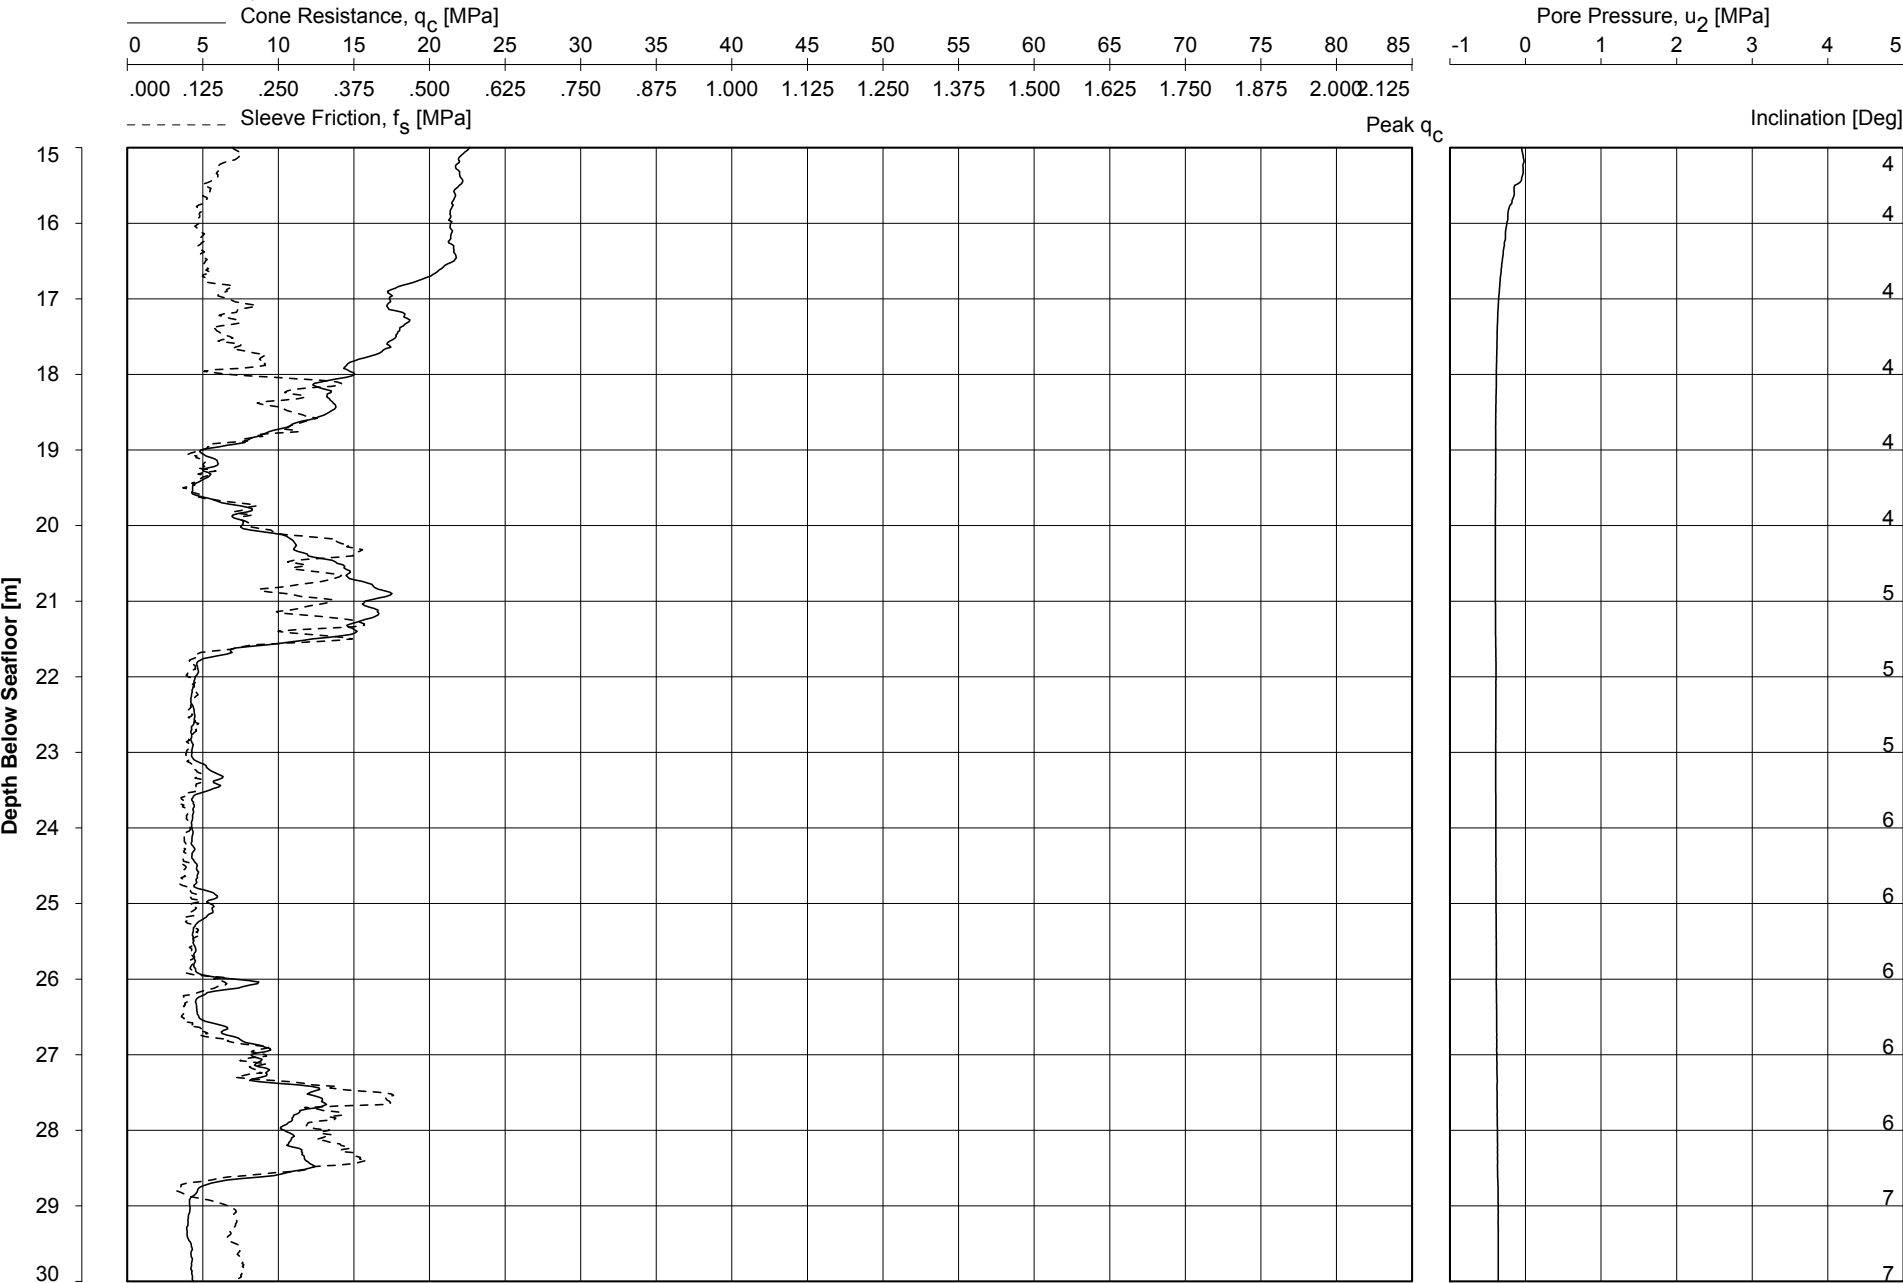 Cone Resistance, qc [MPa]
Pore Pressure, u2 [MPa]
0 5 10 15 20 25 30 35 40 45 50 55 60 65 70 75 80 85
-1 0 1 2 3 4 5
.000 .125 .250 .375 .500 .625 .750 .875 1.000 1.125 1.250 1.375 1.500 1.625 1.750 1.875 2.000 2.125
Sleeve Friction, fs [MPa]
Peak qc
Inclination [Deg]
15 4
16 4
17 4
18 4
19 4
20 4
21 5
22 5
23 5
24 6
25 6
26 6
27 6
28 6
29 7
30 7
Depth Below Seafloor [m]